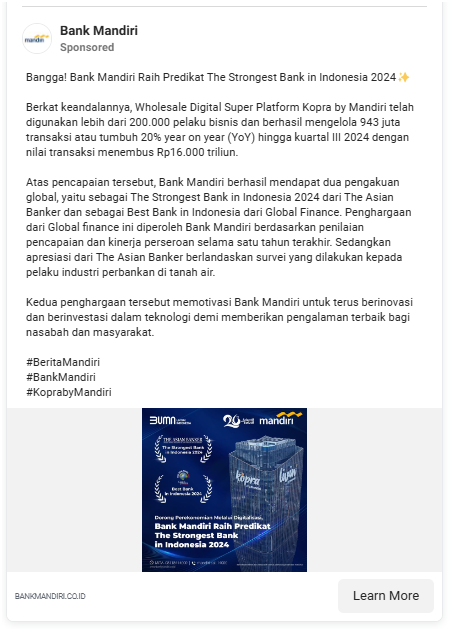 Bank Mandiri
Sponsored
Bangga! Bank Mandiri Raih Predikat The Strongest Bank in Indonesia 2024✨
Berkat keandalannya, Wholesale Digital Super Platform Kopra by Mandiri telah
digunakan lebih dari 200.000 pelaku bisnis dan berhasil mengelola 943 juta
transaksi atau tumbuh 20% year on year (YoY) hingga kuartal III 2024 dengan
nilai transaksi menembus Rp16.000 triliun.
Atas pencapaian tersebut, Bank Mandiri berhasil mendapat dua pengakuan
global, yaitu sebagai The Strongest Bank in Indonesia 2024 dari The Asian
Banker dan sebagai Best Bank in Indonesia dari Global Finance. Penghargaan
dari Global finance ini diperoleh Bank Mandiri berdasarkan penilaian
pencapaian dan kinerja perseroan selama satu tahun terakhir. Sedangkan
apresiasi dari The Asian Banker berlandaskan survei yang dilakukan kepada
pelaku industri perbankan di tanah air.
Kedua penghargaan tersebut memotivasi Bank Mandiri untuk terus berinovasi
dan berinvestasi dalam teknologi demi memberikan pengalaman terbaik bagi
nasabah dan masyarakat.
#BeritaMandiri
#BankMandiri
#KoprabyMandiri
BUMN
26
mandiri
THE ASIAN BANKER
The Strongest Bank
in Indonesia 2024
Best Bank
in Indonesia 2024
kopra
livin'
Dorong Perekonomian Melalui Digitalisasi,
Bank Mandiri Raih Predikat
The Strongest Bank
in Indonesia 2024
BANKMANDIRI.CO.ID
Learn More